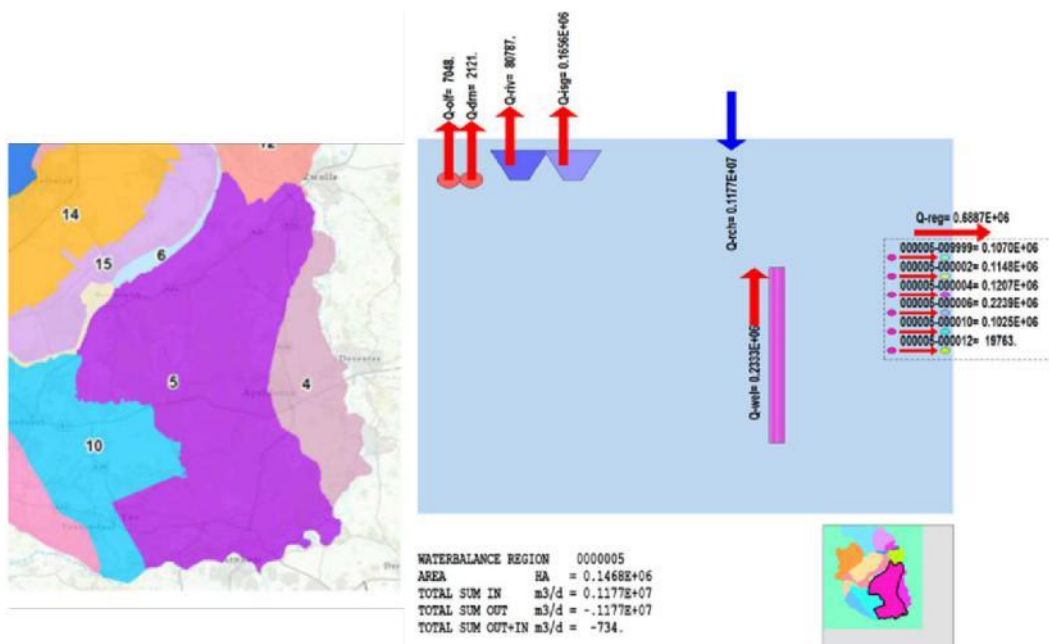 12
Zwolle
14
6
15
Deventer
5
4
Apeldoorn
10
Q-olf= 7048.
Q-drn= 2121.
Q-riv= 80787.
Q-isg= 0.1656E+06
Q-rch= 0.1177E+07
Q-wel= 0.2333E+06
Q-reg= 0.6887E+06
000005-009999= 0.1070E+06
000005-000002= 0.1148E+06
000005-000004= 0.1207E+06
000005-000006= 0.2239E+06
000005-000010= 0.1025E+06
000005-000012= 19763.
WATERBALANCE REGION 0000005
AREA HA = 0.1468E+06
TOTAL SUM IN m3/d = 0.1177E+07
TOTAL SUM OUT m3/d = -.1177E+07
TOTAL SUM OUT+IN m3/d = -734.